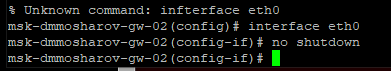 % Unknown command: infterface eth0
msk-dmmosharov-gw-02(config)# interface eth0
msk-dmmosharov-gw-02(config-if)# no shutdown
msk-dmmosharov-gw-02(config-if)#